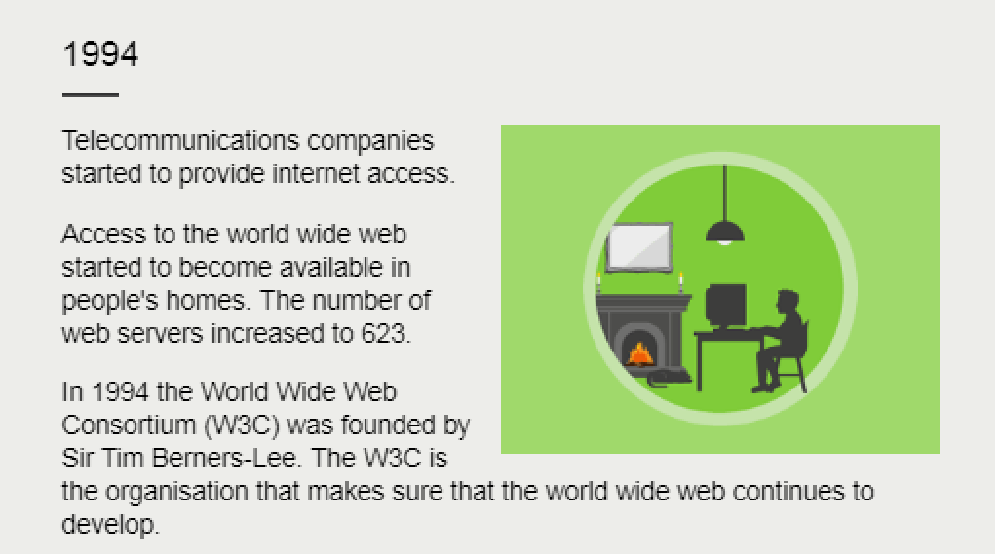 1994
Telecommunications companies
started to provide internet access.
Access to the world wide web
started to become available in
people's homes. The number of
web servers increased to 623.
In 1994 the World Wide Web
Consortium (W3C) was founded by
Sir Tim Berners-Lee. The W3C is
the organisation that makes sure that the world wide web continues to
develop.